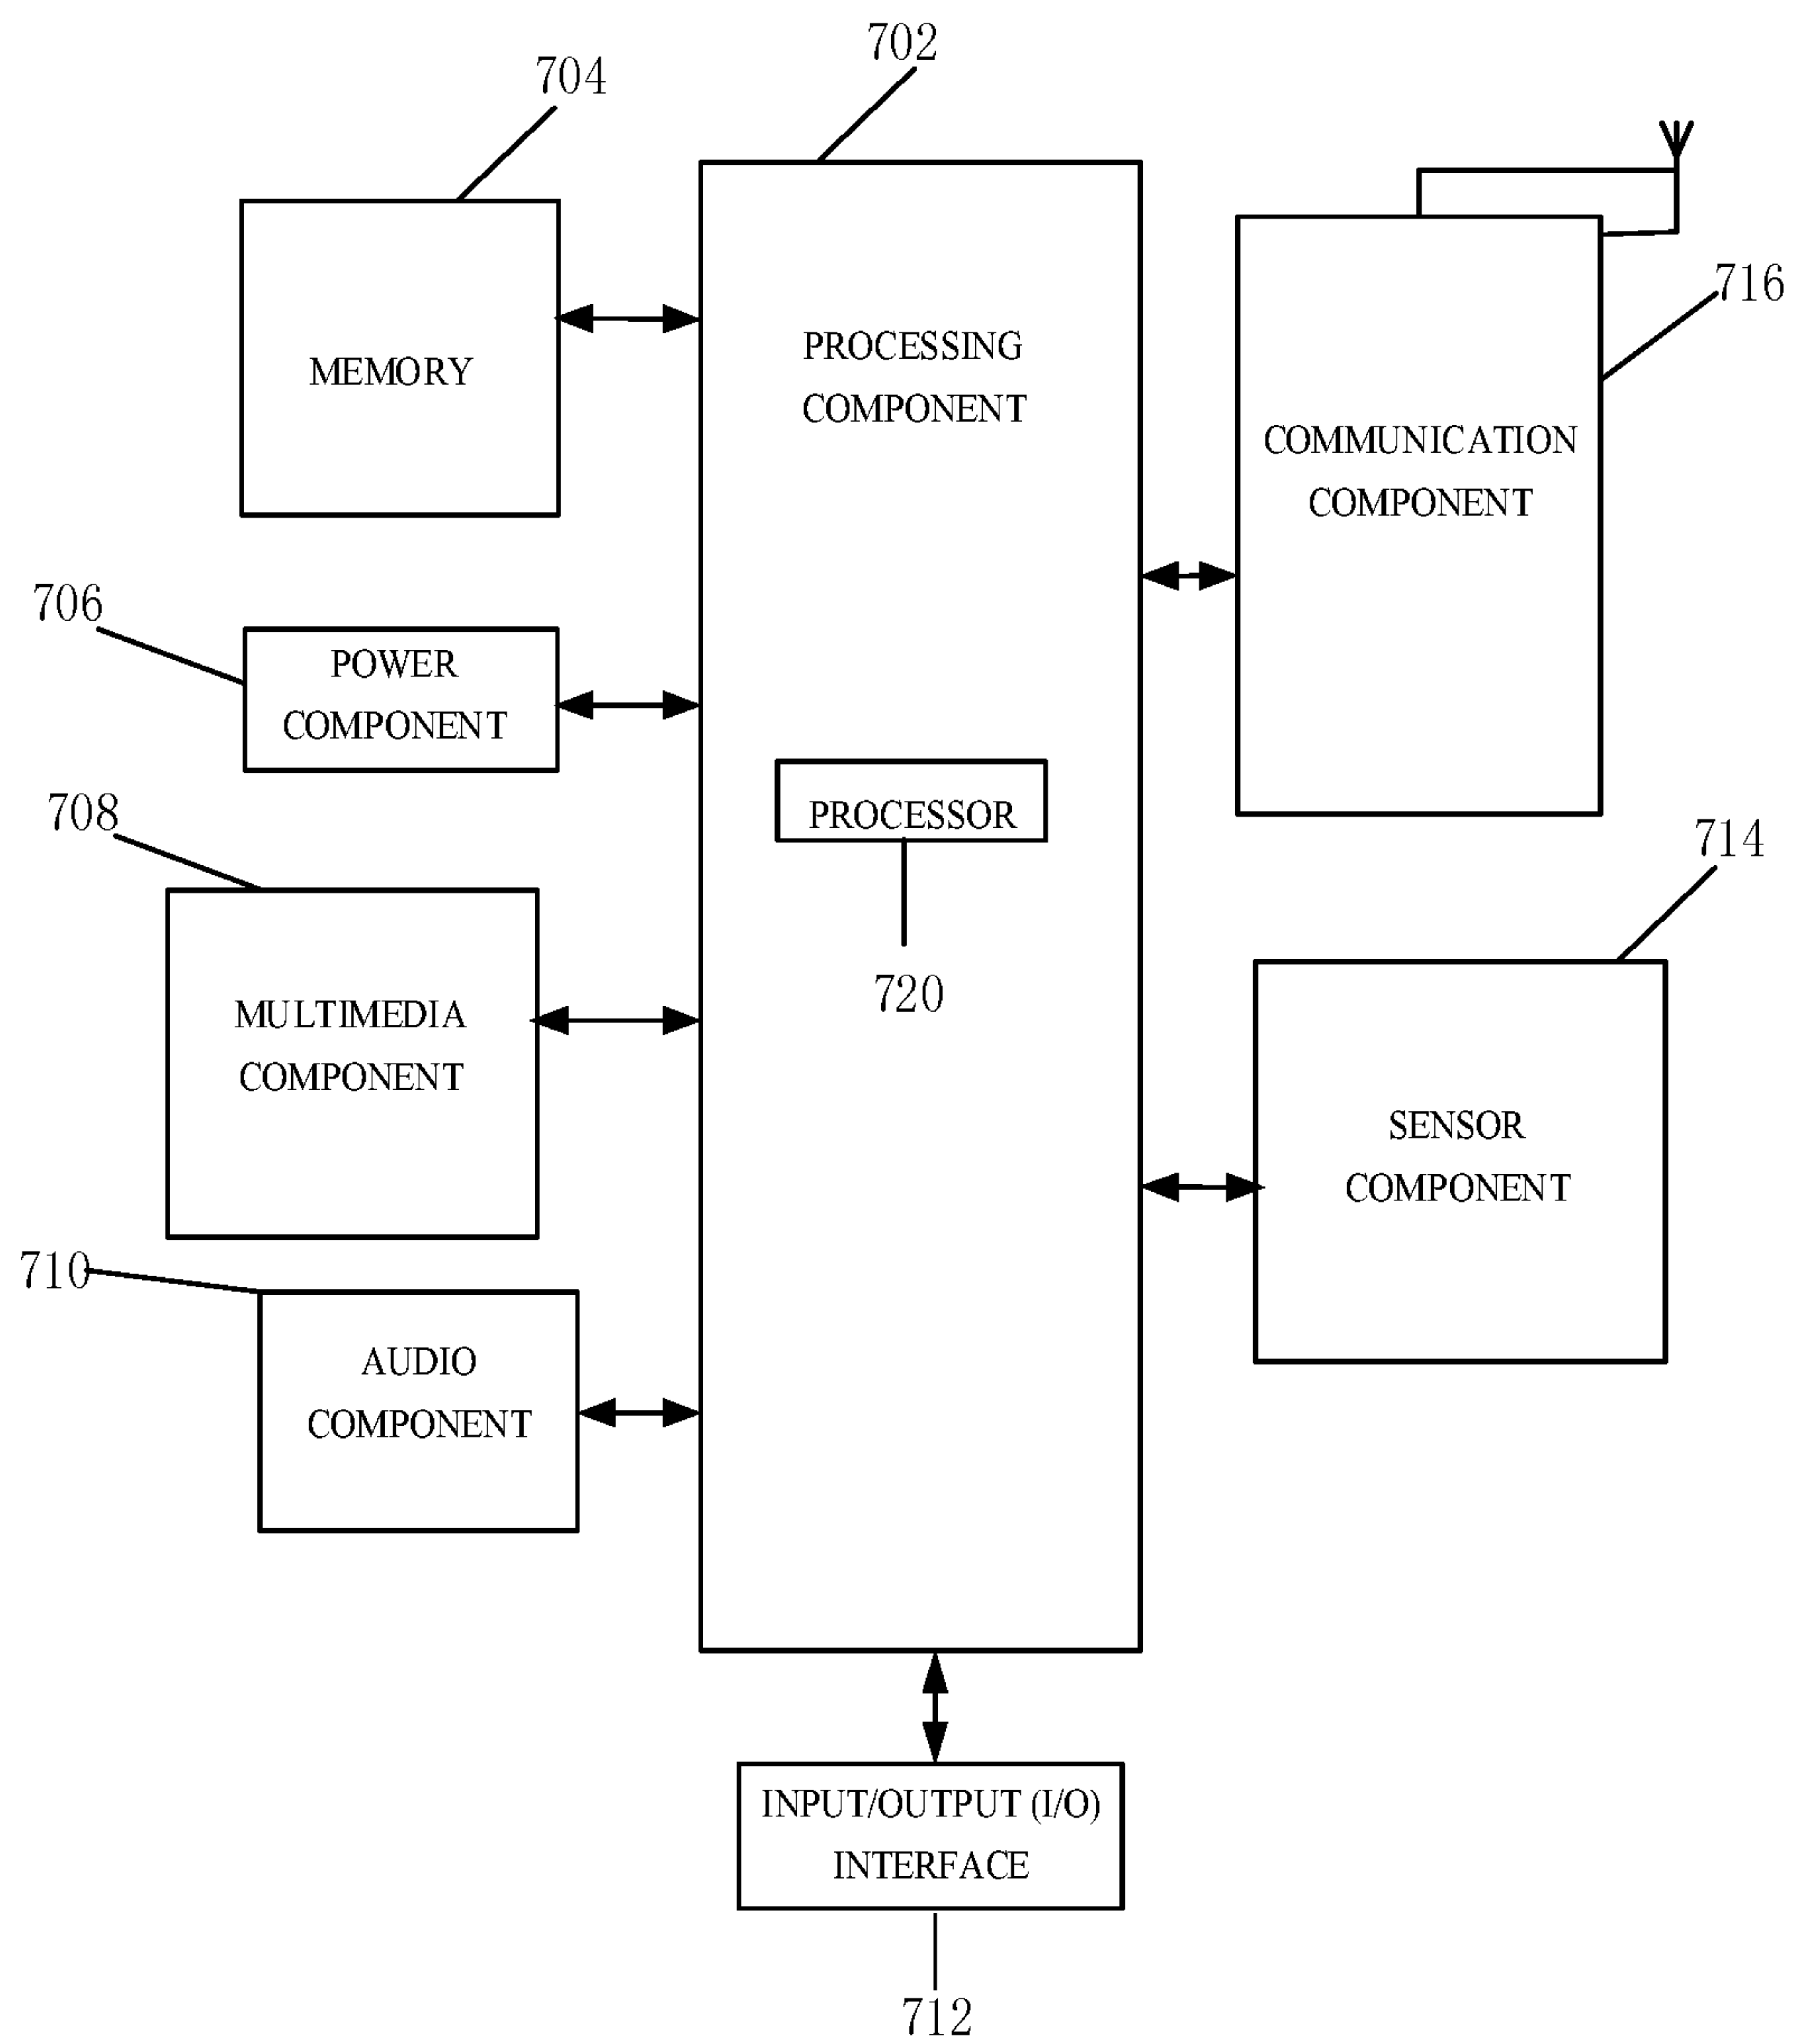 702
704
716
MEMORY
PROCESSING
COMPONENT
COMMUNICATION
COMPONENT
706
POWER
COMPONENT
708
PROCESSOR
714
720
MULTIMEDIA
COMPONENT
SENSOR
COMPONENT
710
AUDIO
COMPONENT
INPUT/OUTPUT (I/O)
INTERFACE
712